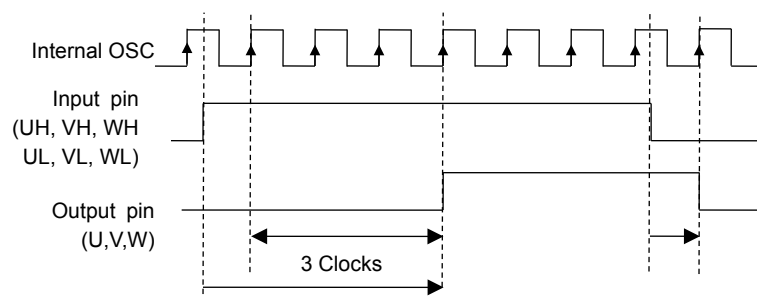 Internal OSC
Input pin
(UH, VH, WH
UL, VL, WL)
Output pin
(U,V,W)
3 Clocks